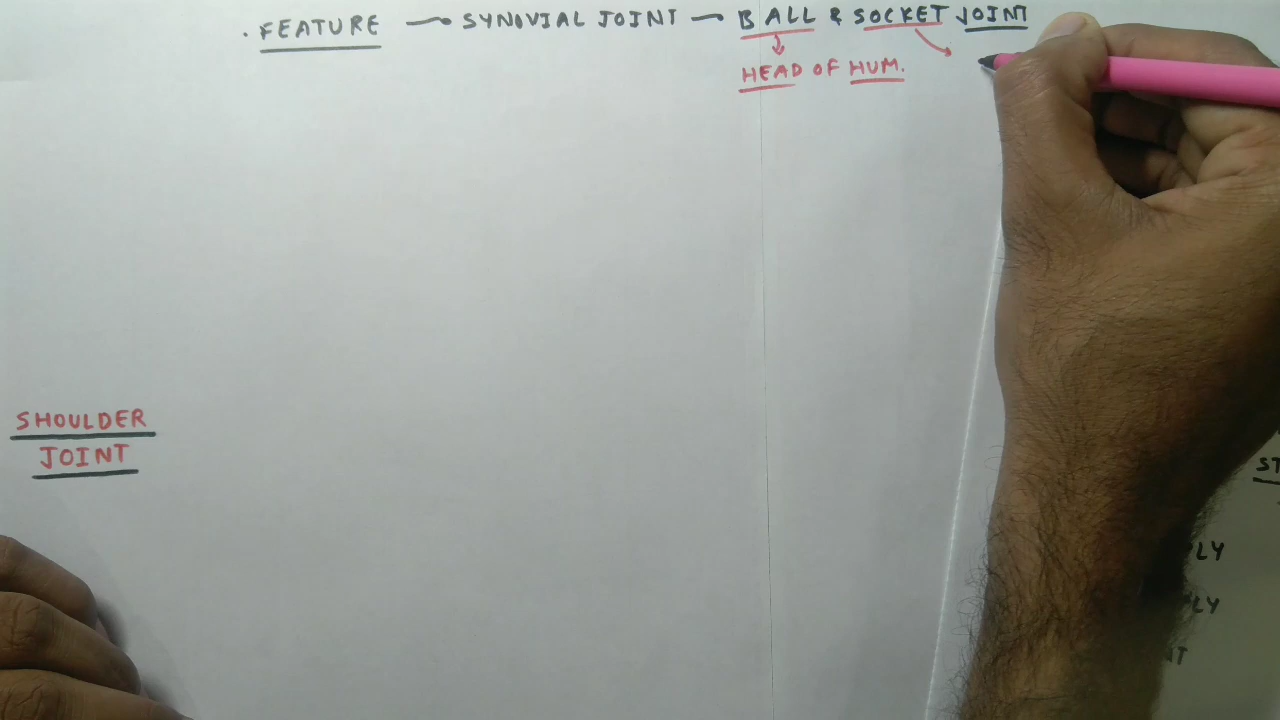 . FEATURE — SYNOVIAL JOINT — BALL & SOCKET JOINT
HEAD OF HUM.
SHOULDER
JOINT